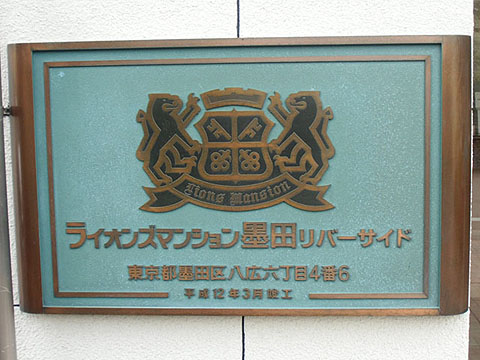 Lions Mansion
ライオンズマンション墨田リバーサイド
東京都墨田区八広六丁目4番6
平成12年3月竣工